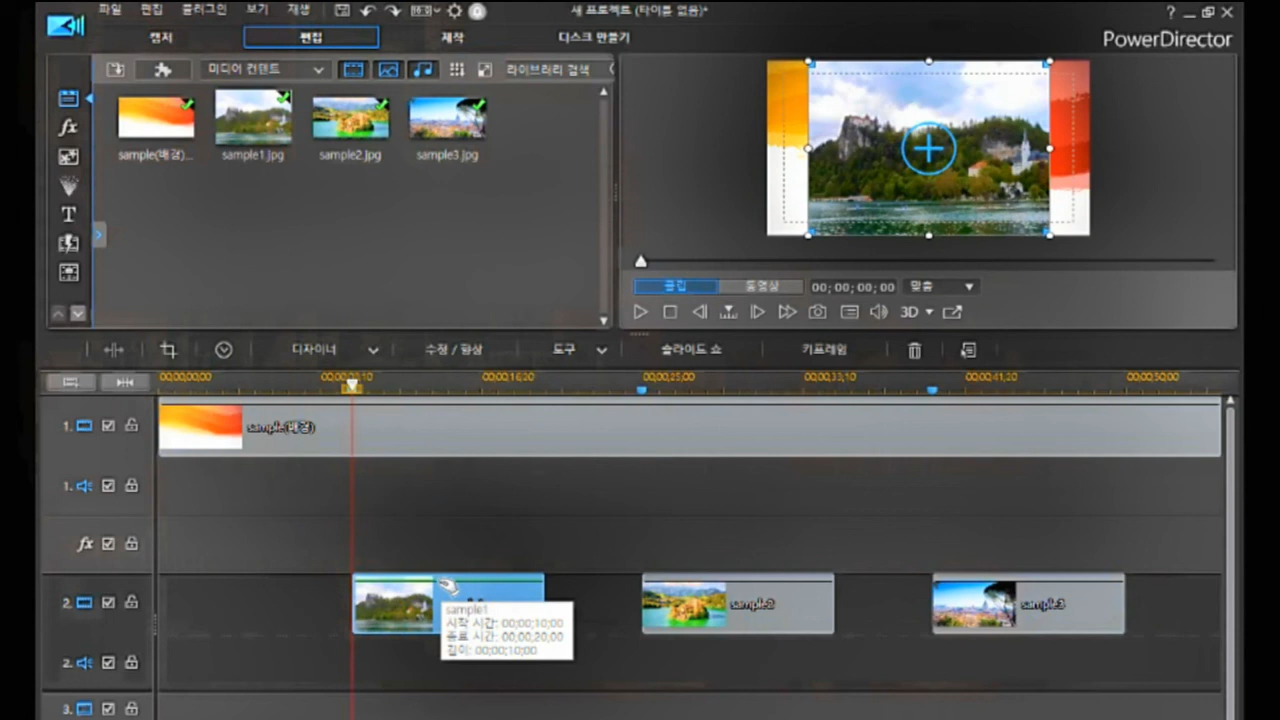 파일 편집 플러그인 보기 재생
새 프로젝트 (타이틀 없음)*
? 
캡처 편집 제작 디스크 만들기
PowerDirector
미디어 컨텐트 라이브러리 검색
sample(배경)... sample1.jpg sample2.jpg sample3.jpg
fx
T
클립 동영상 00; 00; 00; 00 맞춤
3D
디자이너 수정 / 향상 도구 슬라이드 쇼 키프레임
00;00;00;00 00;00;16;20 00;00;25;00 00;00;33;10 00;00;41;20 00;00;50;00
1. sample(배경)
1.
fx
2. sample2 sample3
sample1
시작 시간: 00;00;10;00
종료 시간: 00;00;20;00
길이: 00;00;10;00
2.
3.